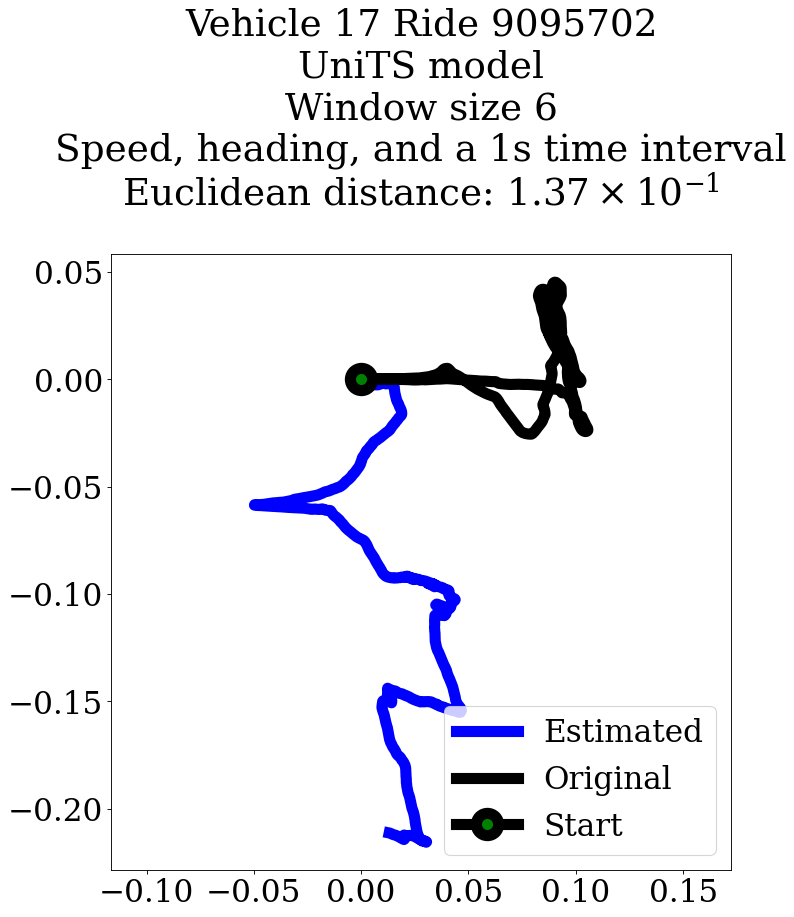 Vehicle 17 Ride 9095702
UniTS model
Window size 6
Speed, heading, and a 1s time interval
Euclidean distance: 1.37 × 10⁻¹
0.05
0.00
−0.05
−0.10
−0.15
−0.20
Estimated
Original
Start
−0.10 −0.05 0.00 0.05 0.10 0.15